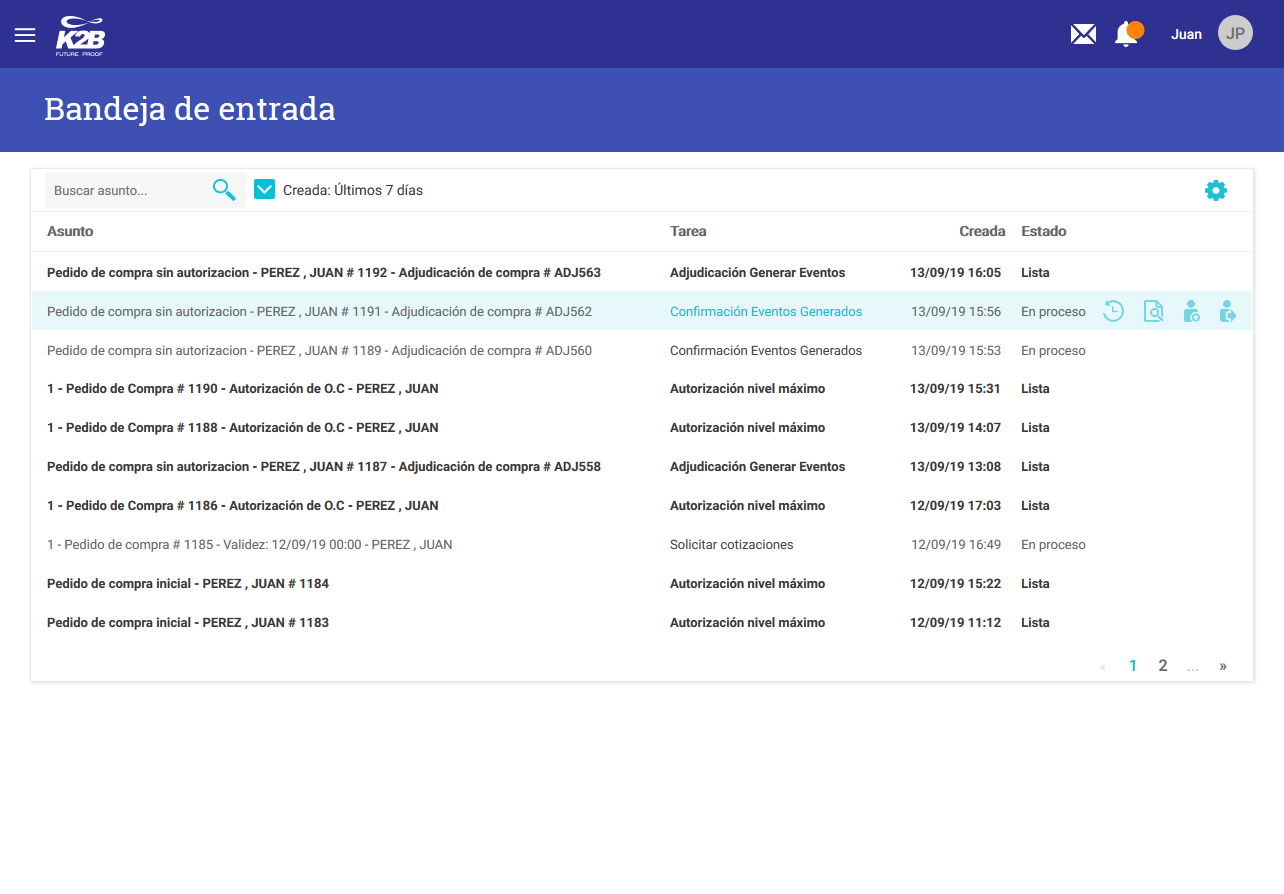 K2B
FUTURE PROOF
Juan
JP
Bandeja de entrada
Buscar asunto...
Creada: Últimos 7 días
Asunto Tarea Creada Estado
Pedido de compra sin autorizacion - PEREZ , JUAN # 1192 - Adjudicación de compra # ADJ563 Adjudicación Generar Eventos 13/09/19 16:05 Lista
Pedido de compra sin autorizacion - PEREZ , JUAN # 1191 - Adjudicación de compra # ADJ562 Confirmación Eventos Generados 13/09/19 15:56 En proceso
Pedido de compra sin autorizacion - PEREZ , JUAN # 1189 - Adjudicación de compra # ADJ560 Confirmación Eventos Generados 13/09/19 15:53 En proceso
1 - Pedido de Compra # 1190 - Autorización de O.C - PEREZ , JUAN Autorización nivel máximo 13/09/19 15:31 Lista
1 - Pedido de Compra # 1188 - Autorización de O.C - PEREZ , JUAN Autorización nivel máximo 13/09/19 14:07 Lista
Pedido de compra sin autorizacion - PEREZ , JUAN # 1187 - Adjudicación de compra # ADJ558 Adjudicación Generar Eventos 13/09/19 13:08 Lista
1 - Pedido de Compra # 1186 - Autorización de O.C - PEREZ , JUAN Autorización nivel máximo 12/09/19 17:03 Lista
1 - Pedido de compra # 1185 - Validez: 12/09/19 00:00 - PEREZ , JUAN Solicitar cotizaciones 12/09/19 16:49 En proceso
Pedido de compra inicial - PEREZ , JUAN # 1184 Autorización nivel máximo 12/09/19 15:22 Lista
Pedido de compra inicial - PEREZ , JUAN # 1183 Autorización nivel máximo 12/09/19 11:12 Lista
« 1 2 ... »